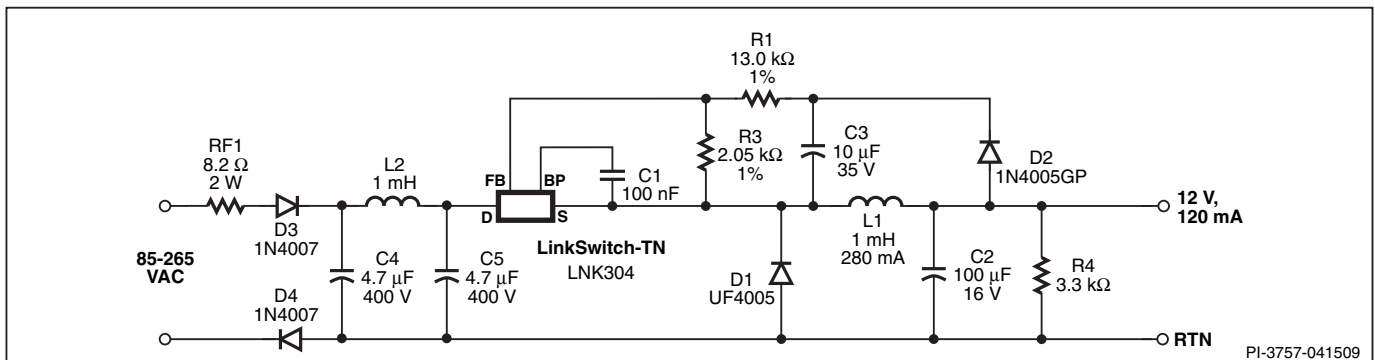 R1
13.0 kΩ
1%
RF1
8.2 Ω
2 W
L2
1 mH
FB
BP
D
S
C1
100 nF
R3
2.05 kΩ
1%
C3
10 µF
35 V
D2
1N4005GP
D3
1N4007
LinkSwitch-TN
LNK304
L1
1 mH
280 mA
12 V,
120 mA
85-265
VAC
C4
4.7 µF
400 V
C5
4.7 µF
400 V
D1
UF4005
C2
100 µF
16 V
R4
3.3 kΩ
D4
1N4007
RTN
PI-3757-041509